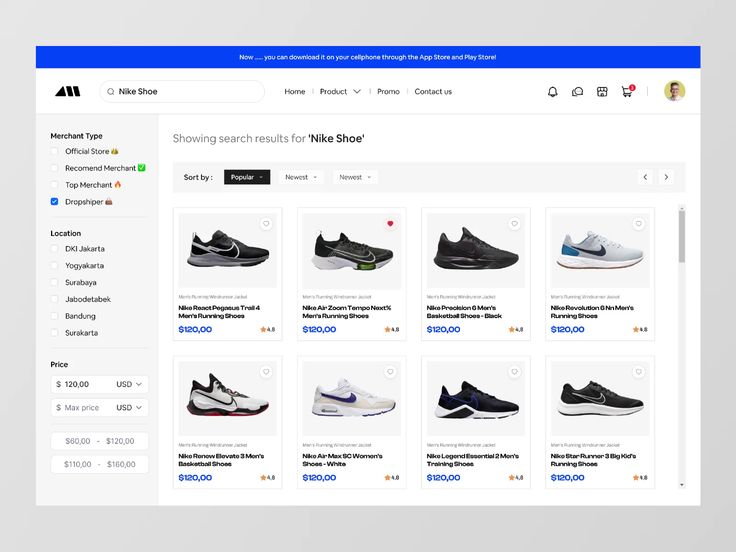 Now ..... you can download it on your cellphone through the App Store and Play Store!
Nike Shoe
Home
Product
Promo
Contact us
3
Merchant Type
Official Store
Recomend Merchant
Top Merchant
Dropshiper
Location
DKI Jakarta
Yogyakarta
Surabaya
Jabodetabek
Bandung
Surakarta
Price
$ 120,00 USD
$ Max price USD
$60,00 - $120,00
$110,00 - $160,00
Showing search results for 'Nike Shoe'
Sort by :
Popular
Newest
Newest
Men's Running Windrunner Jacket
Nike React Pegasus Trail 4
Men's Running Shoes
$120,00
4,8
Men's Running Windrunner Jacket
Nike Air Zoom Tempo Next%
Men's Running Shoes
$120,00
4,8
Men's Running Windrunner Jacket
Nike Precision 6 Men's
Basketball Shoes - Black
$120,00
4,8
Men's Running Windrunner Jacket
Nike Revolution 6 Nn Men's
Running Shoes
$120,00
4,8
Men's Running Windrunner Jacket
Nike Renew Elevate 3 Men's
Basketball Shoes
$120,00
4,8
Men's Running Windrunner Jacket
Nike Air Max SC Women's
Shoes - White
$120,00
4,8
Men's Running Windrunner Jacket
Nike Legend Essential 2 Men's
Training Shoes
$120,00
4,8
Men's Running Windrunner Jacket
Nike Star Runner 3 Big Kid's
Running Shoes
$120,00
4,8